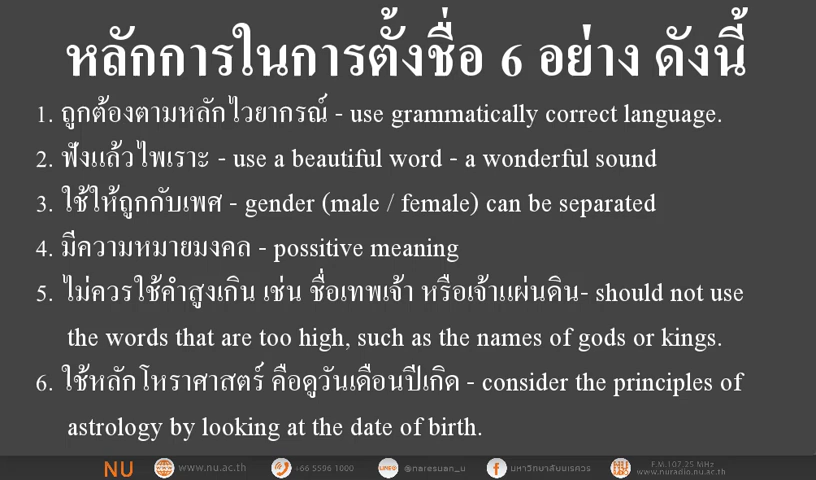 หลักการในการตั้งชื่อ 6 อย่าง ดังนี้
1. ถูกต้องตามหลักไวยากรณ์ - use grammatically correct language.
2. ฟังแล้วไพเราะ - use a beautiful word - a wonderful sound
3. ใช้ให้ถูกกับเพศ - gender (male / female) can be separated
4. มีความหมายมงคล - possitive meaning
5. ไม่ควรใช้คำสูงเกิน เช่น ชื่อเทพเจ้า หรือเจ้าแผ่นดิน- should not use
the words that are too high, such as the names of gods or kings.
6. ใช้หลักโหราศาสตร์ คือดูวันเดือนปีเกิด - consider the principles of
astrology by looking at the date of birth.
NU www.nu.ac.th +66 5596 1000 LINE@ @naresuan_u มหาวิทยาลัยนเรศวร F.M.107.25 MHz
www.nuradio.nu.ac.th